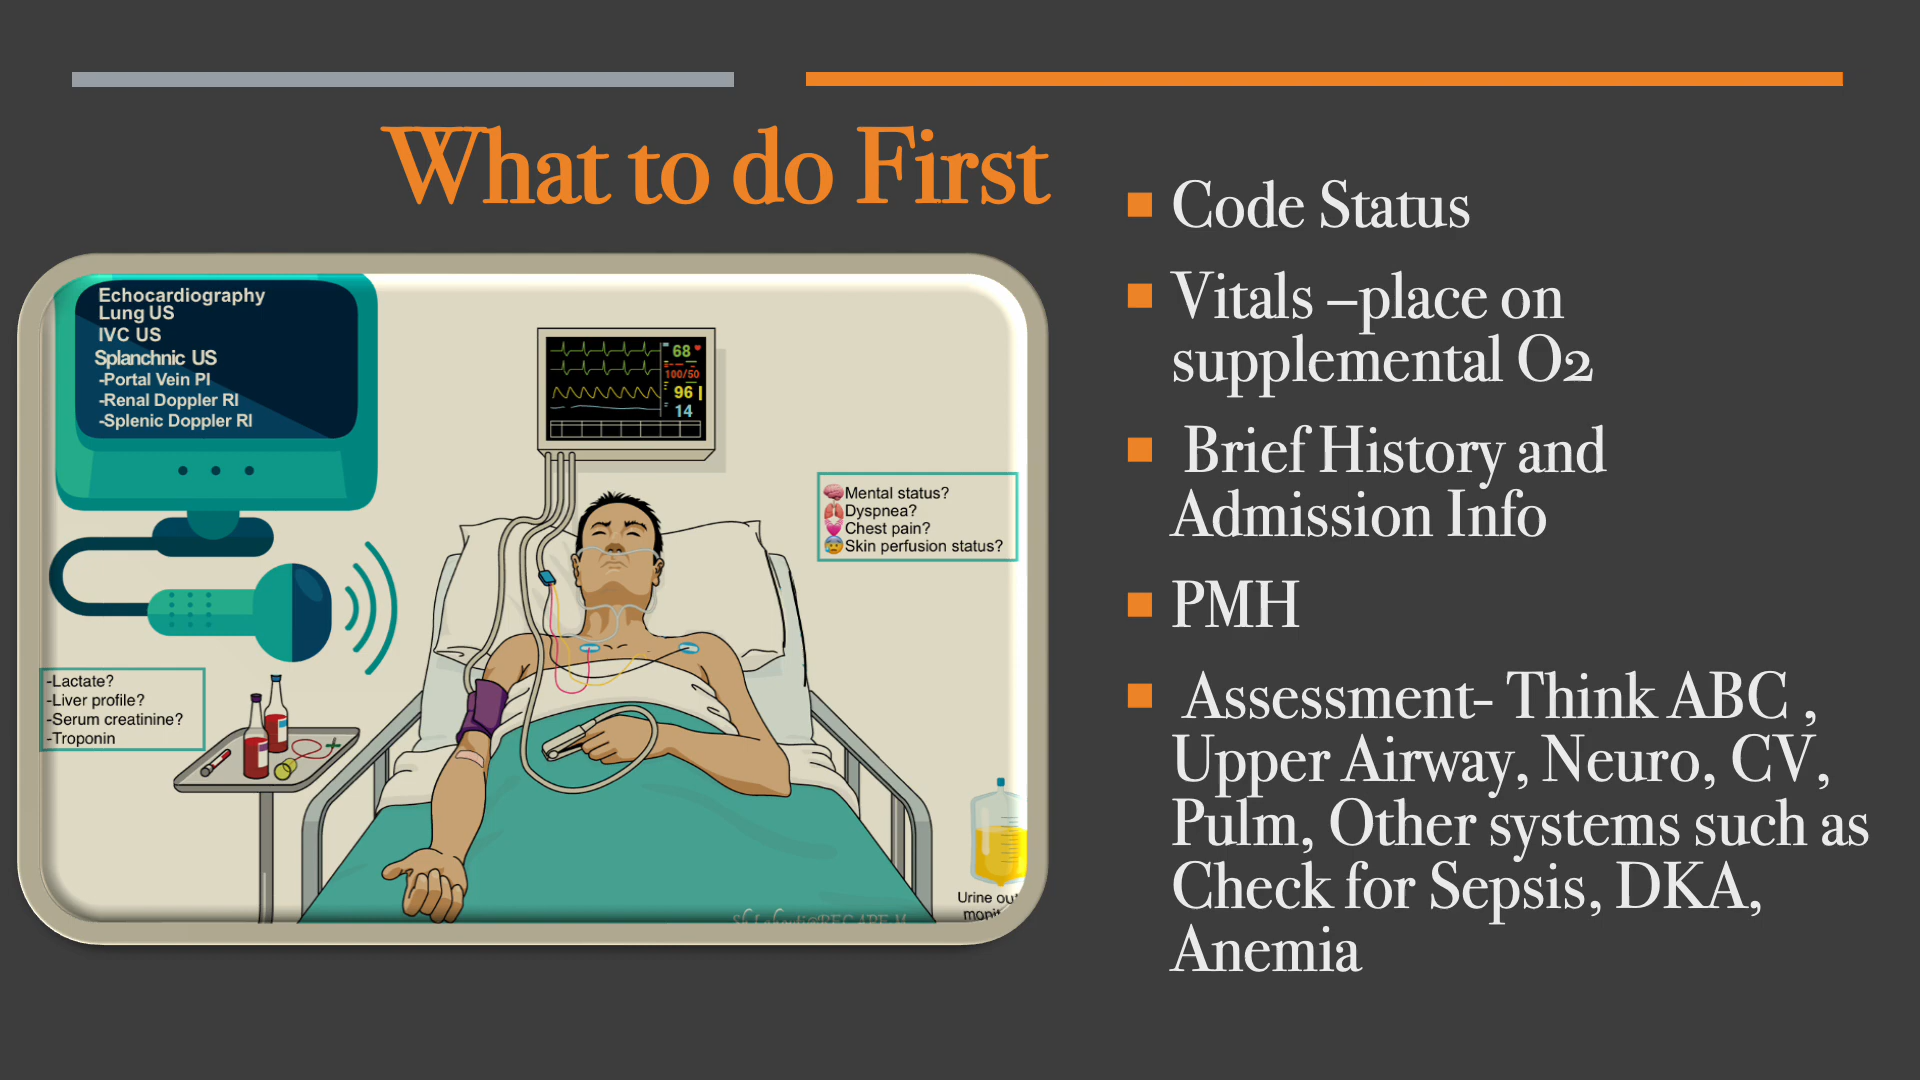 What to do First
Echocardiography
Lung US
IVC US
Splanchnic US
-Portal Vein PI
-Renal Doppler RI
-Splenic Doppler RI
68
100/50
96
14
Mental status?
Dyspnea?
Chest pain?
Skin perfusion status?
-Lactate?
-Liver profile?
-Serum creatinine?
-Troponin
Urine
Code Status
Vitals –place on
supplemental O2
Brief History and
Admission Info
PMH
Assessment- Think ABC ,
Upper Airway, Neuro, CV,
Pulm, Other systems such as
Check for Sepsis, DKA,
Anemia